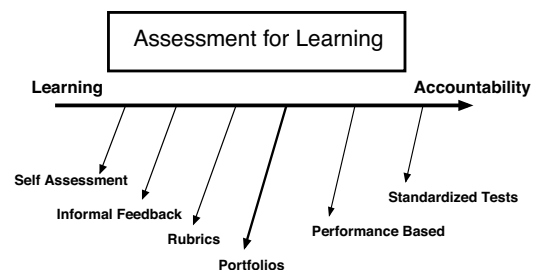 Assessment for Learning
Learning
Accountability
Self Assessment
Informal Feedback
Rubrics
Portfolios
Performance Based
Standardized Tests